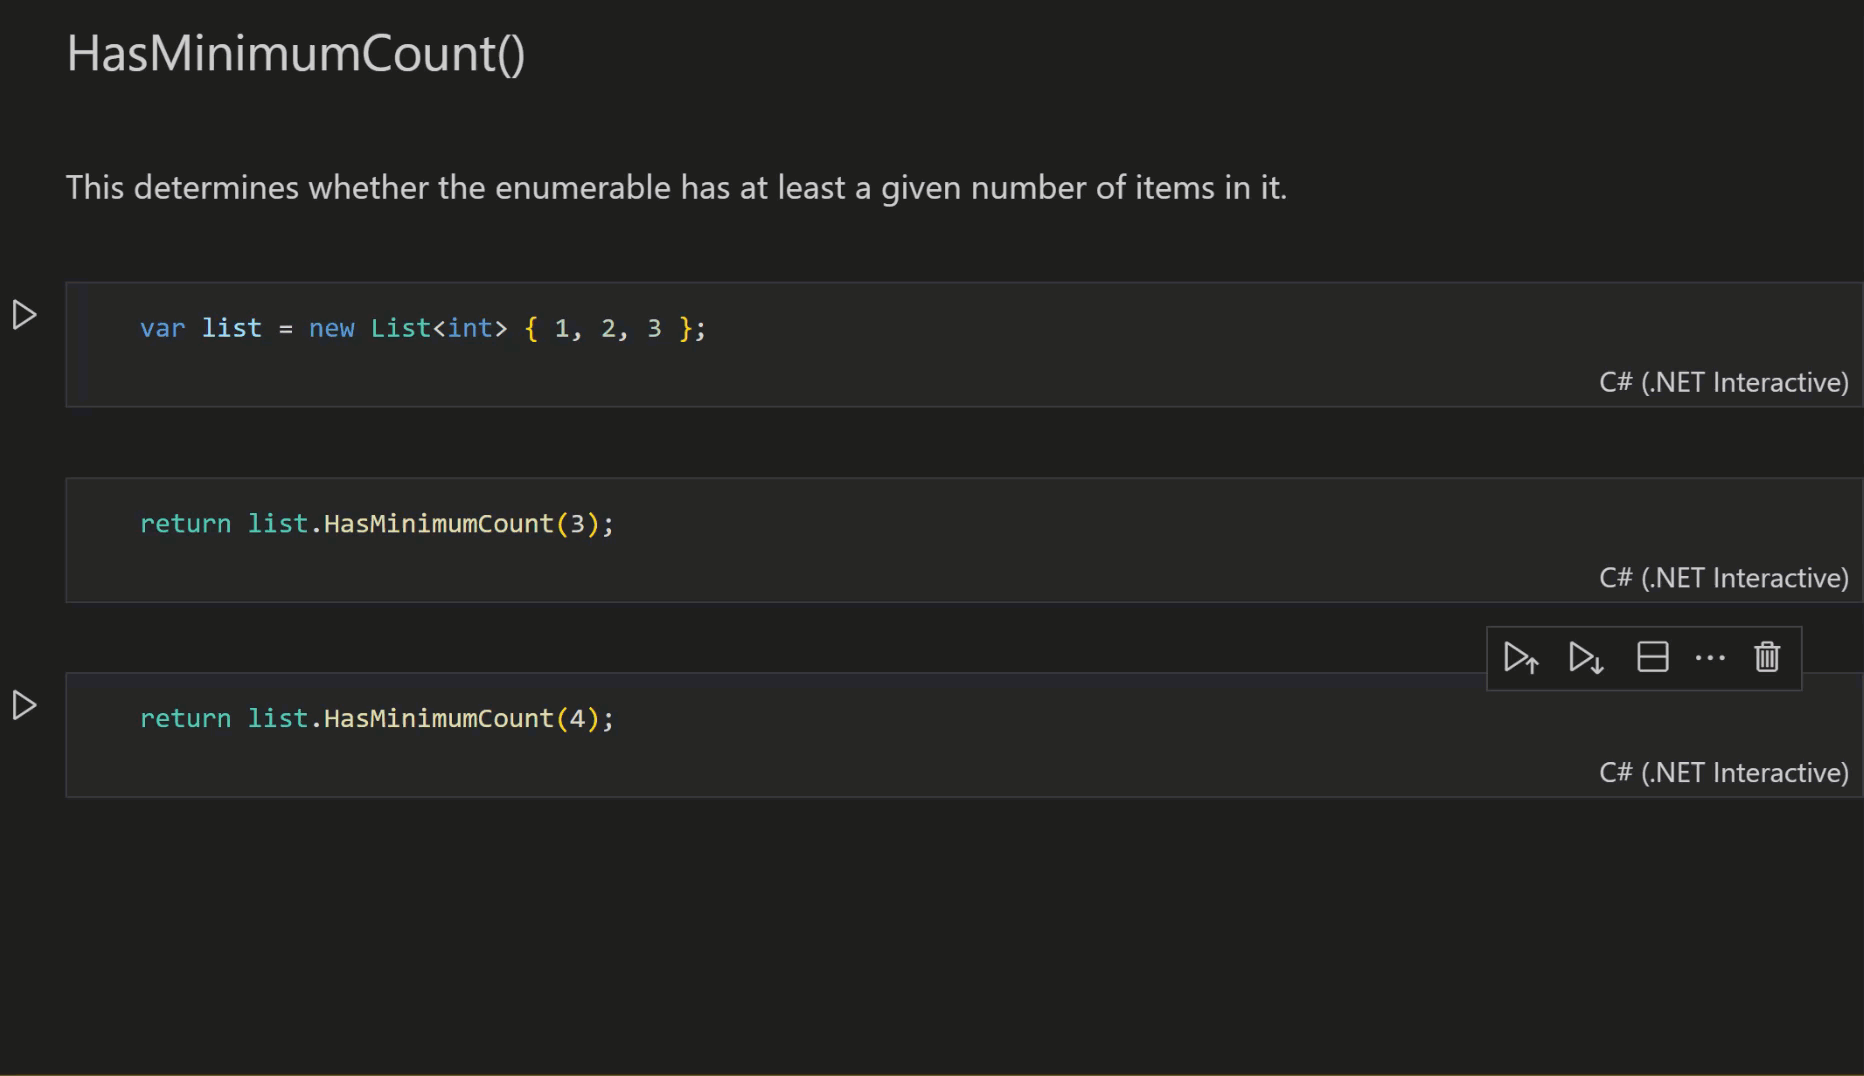 HasMinimumCount()
This determines whether the enumerable has at least a given number of items in it.
var list = new List<int> { 1, 2, 3 };
C# (.NET Interactive)
return list.HasMinimumCount(3);
C# (.NET Interactive)
return list.HasMinimumCount(4);
C# (.NET Interactive)